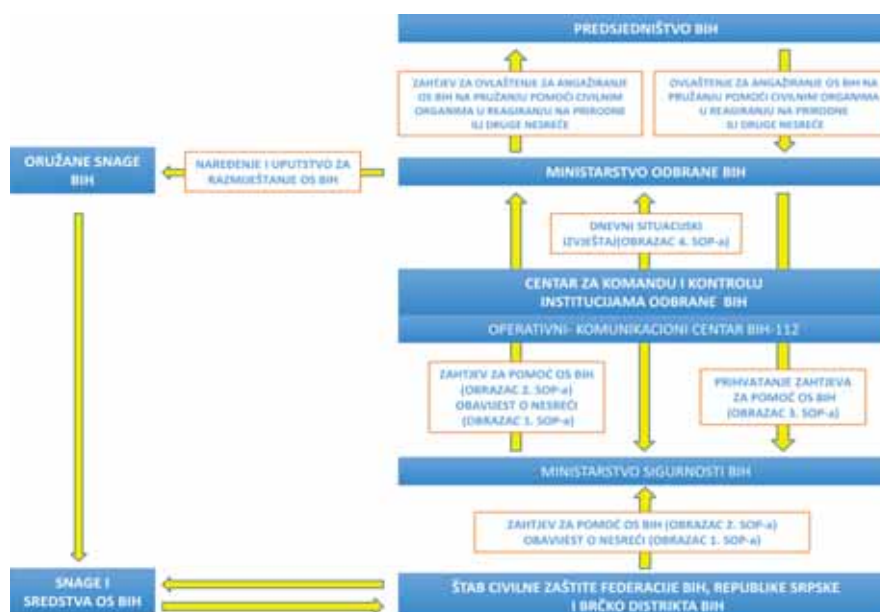 PREDSJEDNIŠTVO BIH
ZAHTJEV ZA OVLAŠTENJE ZA ANGAŽIRANJE
OS BIH NA PRUŽANJU POMOĆI CIVILNIM
ORGANIMA U REAGIRANJU NA PRIRODNE
ILI DRUGE NESREĆE
OVLAŠTENJE ZA ANGAŽIRANJE OS BIH NA
PRUŽANJU POMOĆI CIVILNIM ORGANIMA
U REAGIRANJU NA PRIRODNE
ILI DRUGE NESREĆE
ORUŽANE SNAGE
BIH
NAREĐENJE I UPUTSTVO ZA
RAZMJEŠTANJE OS BIH
MINISTARSTVO ODBRANE BIH
DNEVNI SITUACIJSKI
IZVJEŠTAJ(OBRAZAC 4. SOP-a)
CENTAR ZA KOMANDU I KONTROLU
INSTITUCIJAMA ODBRANE BIH
OPERATIVNI- KOMUNIKACIONI CENTAR BIH-112
ZAHTJEV ZA POMOĆ OS BIH
(OBRAZAC 2. SOP-a)
OBAVIJEST O NESREĆI
(OBRAZAC 1. SOP-a)
PRIHVATANJE ZAHTJEVA
ZA POMOĆ OS BIH
(OBRAZAC 3. SOP-a)
MINISTARSTVO SIGURNOSTI BIH
ZAHTJEV ZA POMOĆ OS BIH (OBRAZAC 2. SOP-a)
OBAVIJEST O NESREĆI (OBRAZAC 1. SOP-a)
SNAGE I
SREDSTVA OS BIH
ŠTAB CIVILNE ZAŠTITE FEDERACIJE BIH, REPUBLIKE SRPSKE
I BRČKO DISTRIKTA BIH